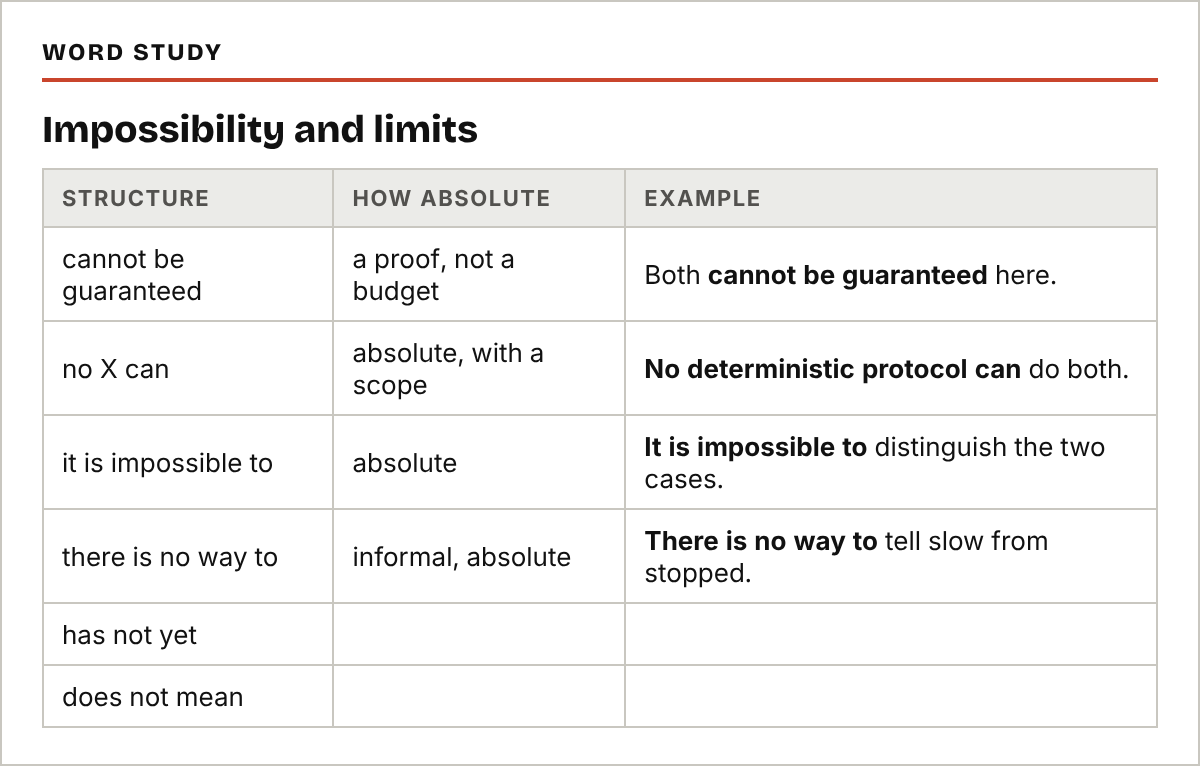 WORD STUDY
Impossibility and limits
STRUCTURE
HOW ABSOLUTE
EXAMPLE
cannot be
guaranteed
a proof, not a
budget
Both cannot be guaranteed here.
no X can
absolute, with a
scope
No deterministic protocol can do both.
it is impossible to
absolute
It is impossible to distinguish the two
cases.
there is no way to
informal, absolute
There is no way to tell slow from
stopped.
has not yet
does not mean